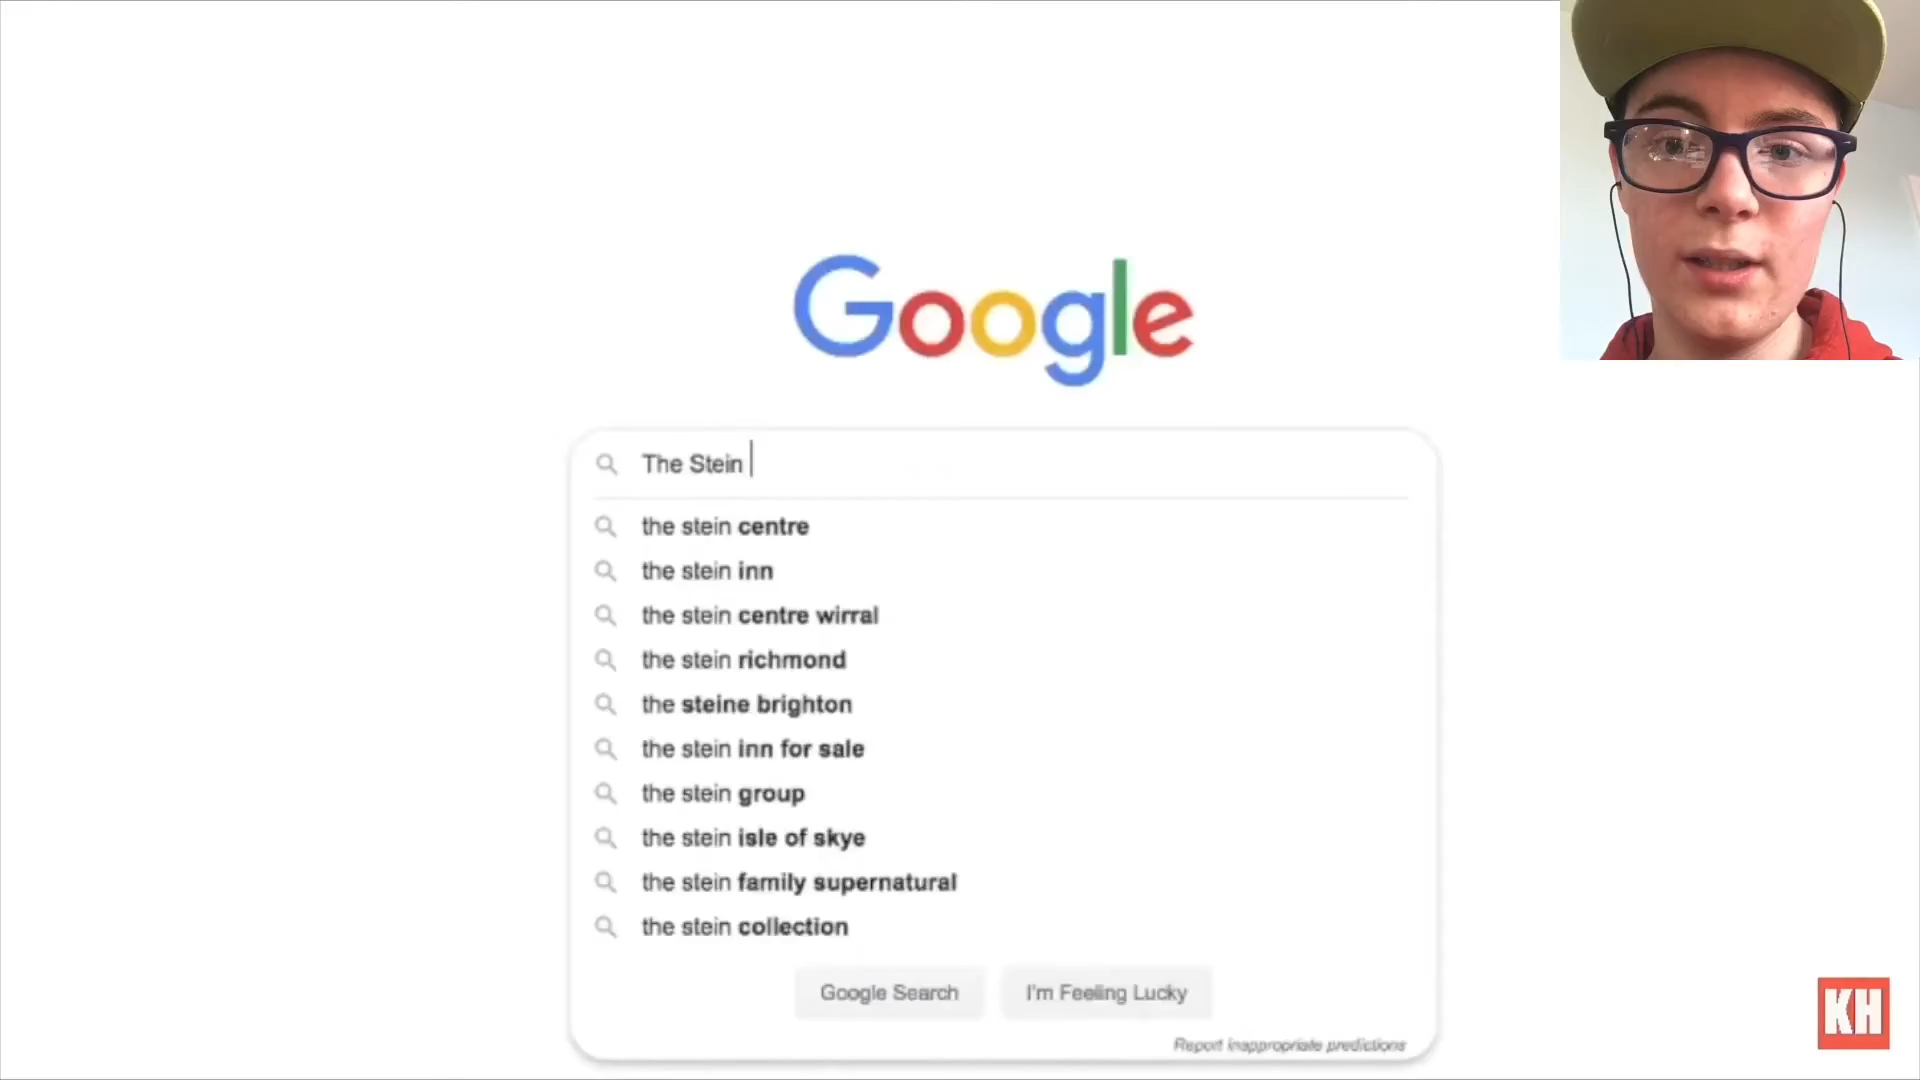 Google
The Stein
the stein centre
the stein inn
the stein centre wirral
the stein richmond
the steine brighton
the stein inn for sale
the stein group
the stein isle of skye
the stein family supernatural
the stein collection
Google Search
I'm Feeling Lucky
Report inappropriate predictions
KH